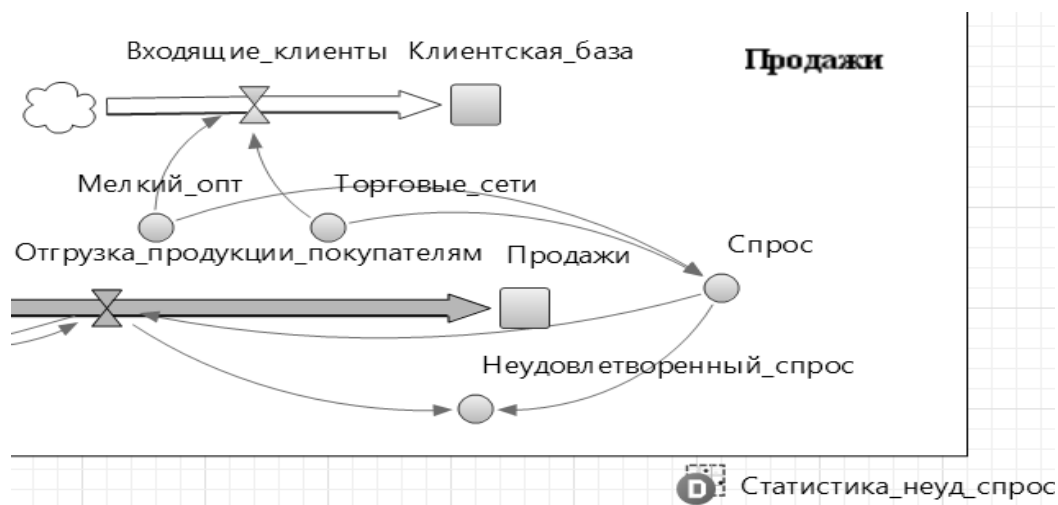 Входящие_клиенты
Клиентская_база
Продажи
Мелкий_опт
Торговые_сети
Спрос
Отгрузка_продукции_покупателям
Продажи
Неудовлетворенный_спрос
D
Статистика_неуд_спрос